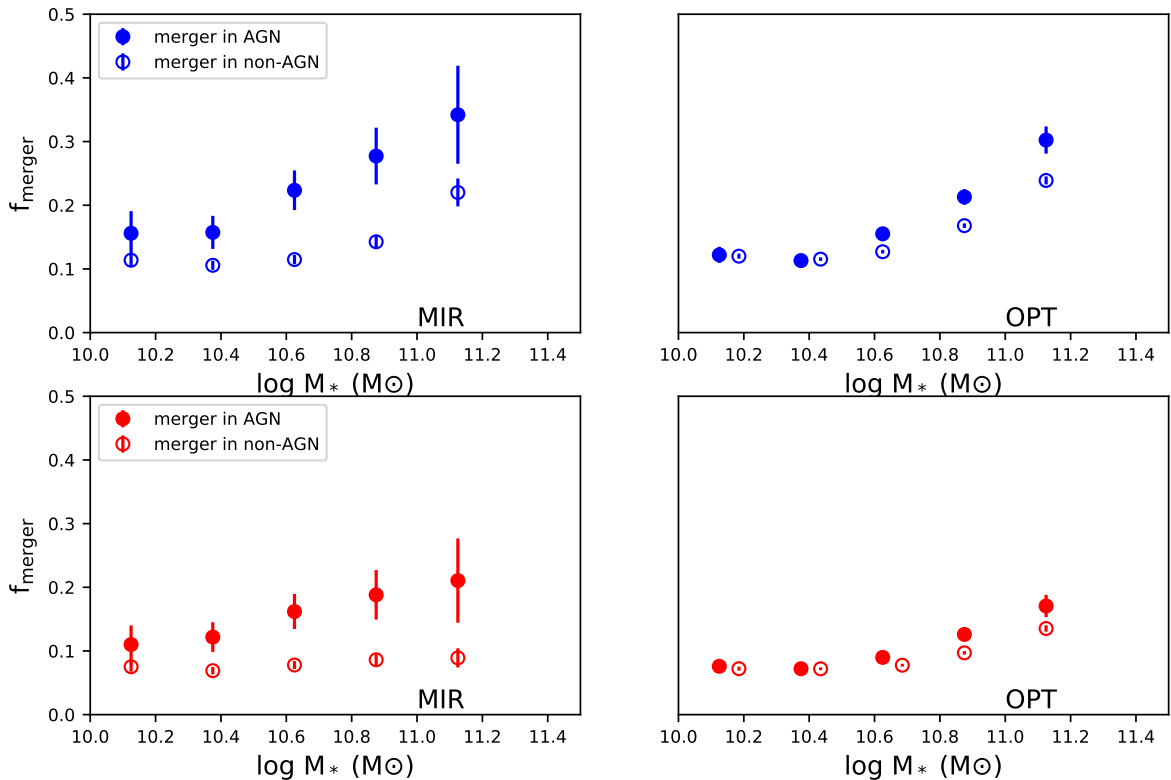 0.5
0.4
0.3
0.2
0.1
0.0
f_merger
merger in AGN
merger in non-AGN
MIR
10.0 10.2 10.4 10.6 10.8 11.0 11.2 11.4
log M_* (M⊙)
OPT
10.0 10.2 10.4 10.6 10.8 11.0 11.2 11.4
log M_* (M⊙)
0.5
0.4
0.3
0.2
0.1
0.0
f_merger
merger in AGN
merger in non-AGN
MIR
10.0 10.2 10.4 10.6 10.8 11.0 11.2 11.4
log M_* (M⊙)
OPT
10.0 10.2 10.4 10.6 10.8 11.0 11.2 11.4
log M_* (M⊙)